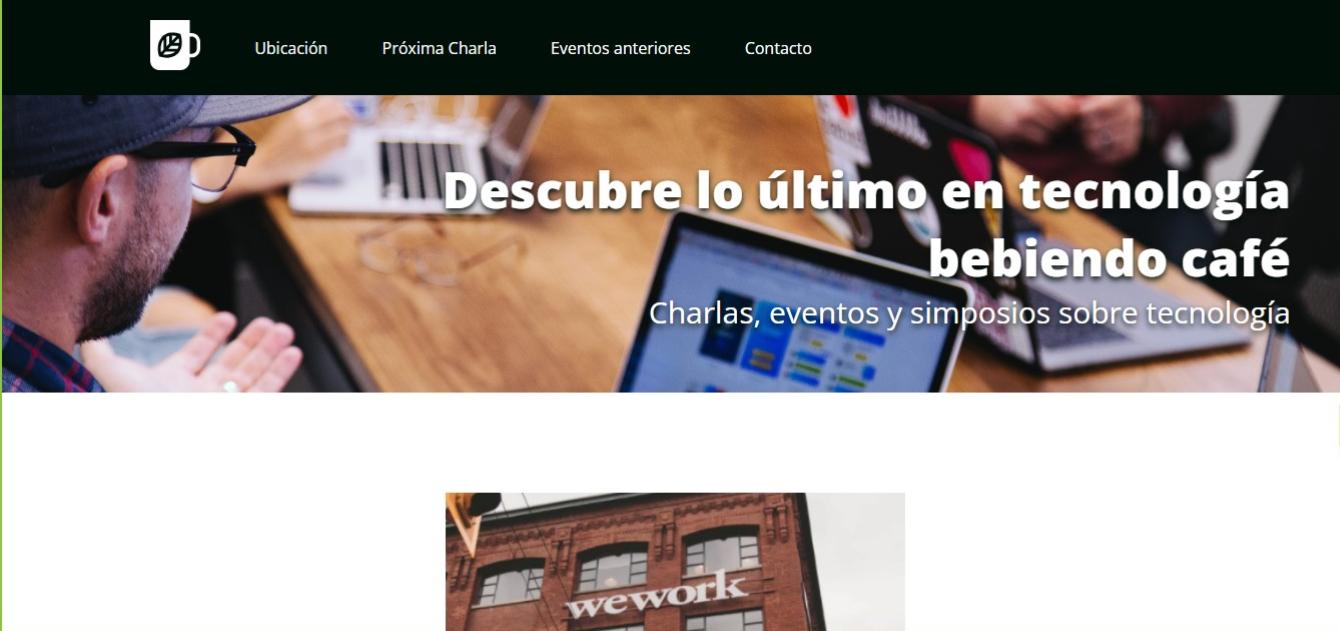 Ubicación Próxima Charla Eventos anteriores Contacto
Descubre lo último en tecnología
bebiendo café
Charlas, eventos y simposios sobre tecnología
wework